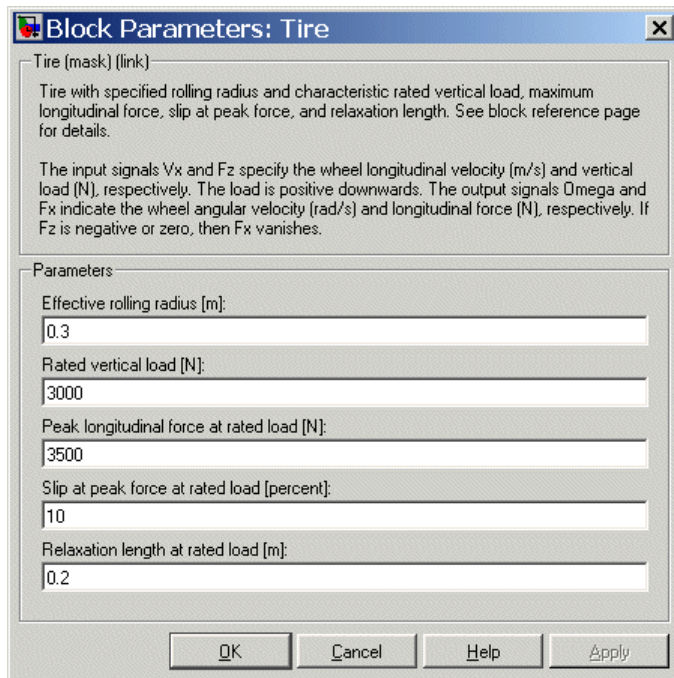 Block Parameters: Tire
Tire (mask) (link)
Tire with specified rolling radius and characteristic rated vertical load, maximum
longitudinal force, slip at peak force, and relaxation length. See block reference page
for details.
The input signals Vx and Fz specify the wheel longitudinal velocity (m/s) and vertical
load (N), respectively. The load is positive downwards. The output signals Omega and
Fx indicate the wheel angular velocity (rad/s) and longitudinal force (N), respectively. If
Fz is negative or zero, then Fx vanishes.
Parameters
Effective rolling radius [m]:
0.3
Rated vertical load [N]:
3000
Peak longitudinal force at rated load [N]:
3500
Slip at peak force at rated load [percent]:
10
Relaxation length at rated load [m]:
0.2
OK Cancel Help Apply